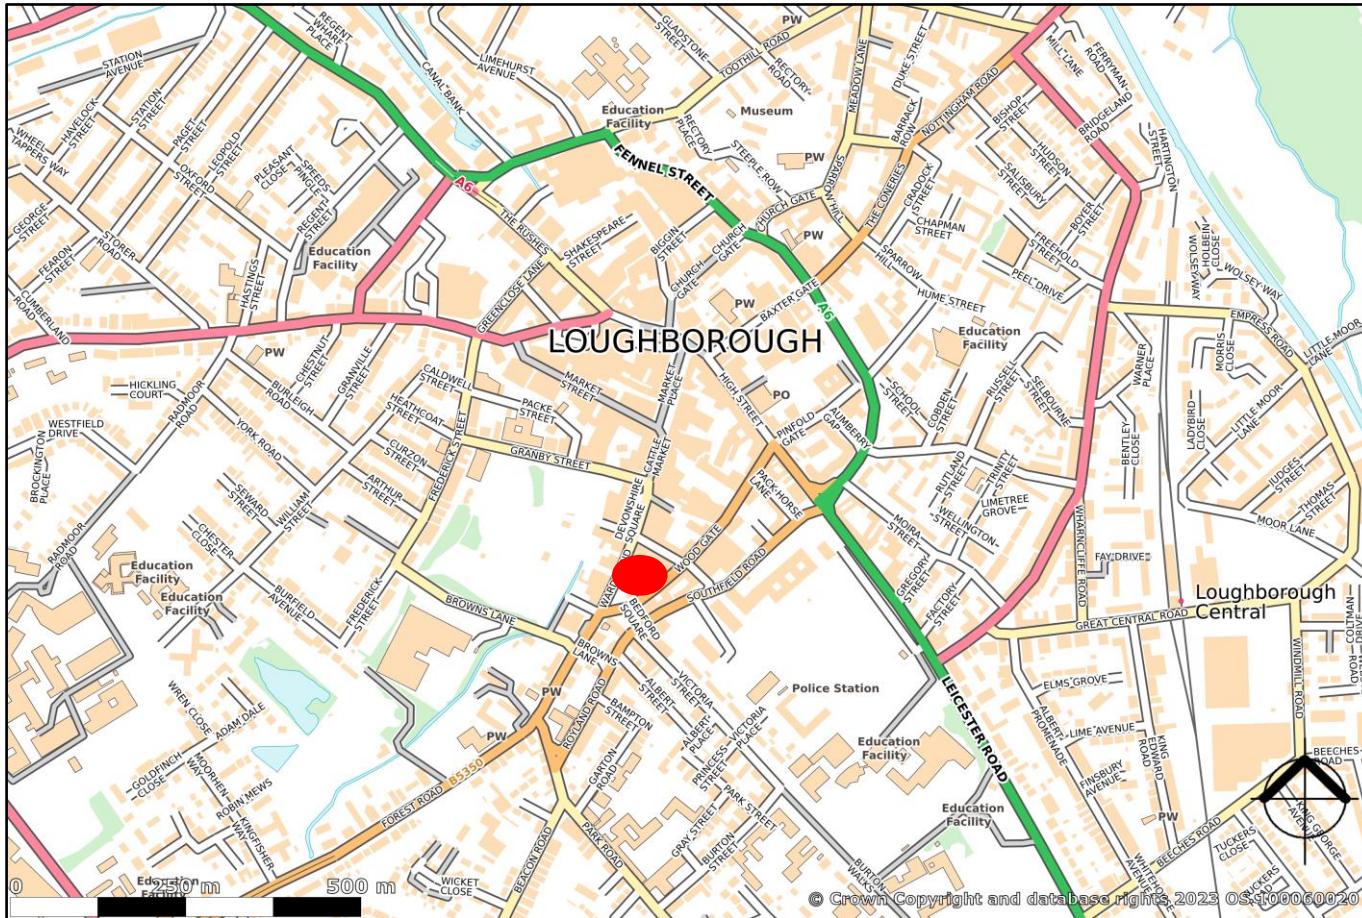 REGENT
WHARF
PLACE
STATION
AVENUE
LIMEHURST
AVENUE
CANAL BANK
GLADSTONE
STREET
PW
TOOTHILL ROAD
RECTORY
ROAD
MEADOW LANE
DUKE STREET
MILL LANE
FERRYMAN
ROAD
BRIDGELAND
ROAD
NOTTINGHAM ROAD
BISHOP
STREET
HUDSON
STREET
SALISBURY
STREET
BARRACK
ROW
HAVELOCK
STREET
STATION
STREET
PAGET
STREET
LEOPOLD
STREET
OXFORD
STREET
WHEEL
TAPPERS WAY
PLEASANT
CLOSE
SPEEDS
PINGLE
REGENT
STREET
Education
Facility
Museum
RECTORY
PLACE
STEEPLE ROW
PW
FENNEL STREET
A6
THE RUSHES
SHAKESPEARE
STREET
BIGGIN
STREET
CHURCH
GATE
CHURCH
GATE
CHURCH GATE
SPARROW HILL
THE CONERIES
CRADOCK
STREET
CHAPMAN
STREET
SPARROW
HILL
HUME STREET
PEEL DRIVE
FREEHOLD
STREET
BOYER
STREET
HARTINGTON
STREET
WOLSEY WAY
HOLBEIN
CLOSE
WOLSEY WAY
EMPRESS ROAD
LITTLE MOOR
LANE
PW
GEORGE
STREET
FEARON
STREET
STORER
ROAD
CUMBERLAND
ROAD
HASTINGS
STREET
Education
Facility
GREENCLOSE LANE
PW
BAXTER GATE
A6
LOUGHBOROUGH
Education
Facility
WARNER
PLACE
MORRIS
CLOSE
LADYBIRD
CLOSE
LITTLE MOOR
LANE
JUDGES
STREET
THOMAS
STREET
MOOR LANE
BENTLEY
CLOSE
SELBOURNE
STREET
RUSSELL
STREET
COBDEN
STREET
SCHOOL
STREET
PW
CHESTNUT
STREET
GRANVILLE
STREET
BURLEIGH
ROAD
HICKLING
COURT
RADMOOR
ROAD
WESTFIELD
DRIVE
BROCKINGTON
PLACE
CALDWELL
STREET
HEATHCOAT
STREET
PACKE
STREET
MARKET
STREET
MARKET
PLACE
HIGH STREET
PO
PINFOLD
GATE
AUMBERRY
GAP
YORK ROAD
CURZON
STREET
ARTHUR
STREET
FREDERICK STREET
GRANBY STREET
CATTLE
MARKET
DEVONSHIRE
SQUARE
PACK HORSE
LANE
WOOD GATE
SOUTHFIELD ROAD
RUTLAND
STREET
TRINITY
STREET
LIMETREE
GROVE
WELLINGTON
STREET
MOIRA
STREET
GREGORY
STREET
FACTORY
STREET
WHARNCLIFFE ROAD
FAY DRIVE
SEWARD
STREET
WILLIAM
STREET
CHESTER
CLOSE
BURFIELD
AVENUE
FREDERICK
STREET
RADMOOR
ROAD
Education
Facility
Education
Facility
BROWNS LANE
BROWNS
LANE
BEDFORD
SQUARE
Loughborough
Central
GREAT CENTRAL ROAD
COLTMAN
ROAD
WINDMILL ROAD
WREN CLOSE
ADAM DALE
GOLDFINCH
CLOSE
MOORHEN
WAY
ROBIN MEWS
KINGFISHER
WAY
PW
PW
ROYLAND ROAD
BAMPTON
STREET
ALBERT
STREET
ALBERT
PLACE
VICTORIA
STREET
VICTORIA
PLACE
PRINCESS
STREET
PARK STREET
Police Station
Education
Facility
LEICESTER ROAD
ELMS GROVE
ALBERT
PROMENADE
LIME AVENUE
KING
EDWARD
ROAD
FINSBURY
AVENUE
PW
BEECHES
ROAD
BEECHES ROAD
KING GEORGE
AVENUE
TUCKERS
CLOSE
TUCKERS
ROAD
WHITEHOUSE
AVENUE
FOREST ROAD
B5350
GARTON
ROAD
BEACON ROAD
PARK ROAD
WICKET
CLOSE
GRAY STREET
BURTON
STREET
BURTON
WALKS
Education
Facility
Education
Facility
0
250 m
500 m
© Crown Copyright and database rights 2023 OS 100060020